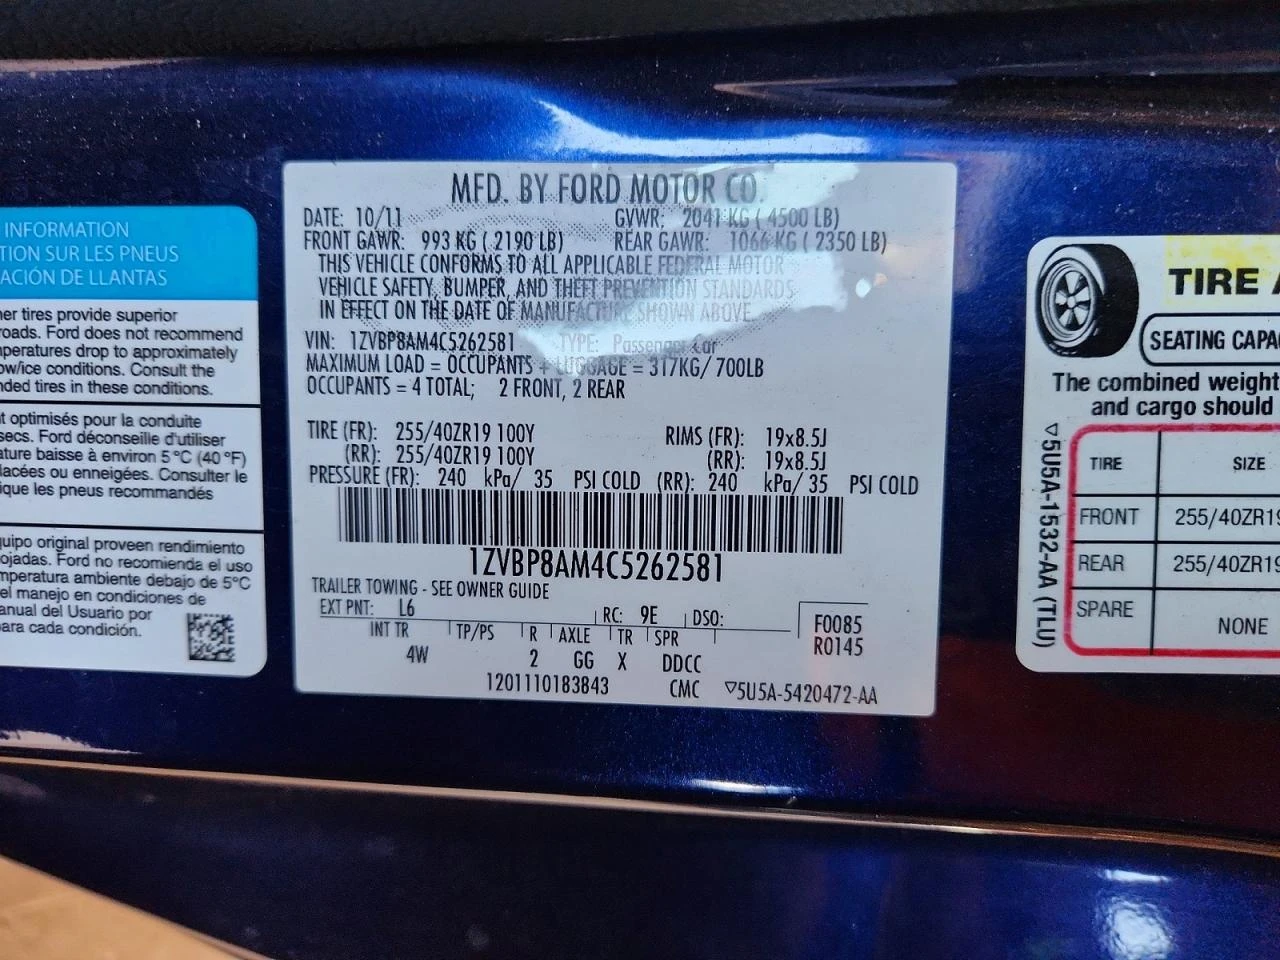 INFORMATION
TION SUR LES PNEUS
ACIÓN DE LLANTAS
her tires provide superior
roads. Ford does not recommend
mperatures drop to approximately
ow/ice conditions. Consult the
nded tires in these conditions.
t optimisés pour la conduite
secs. Ford déconseille d'utiliser
ature baisse à environ 5°C (40°F)
lacées ou enneigées. Consulter le
ique les pneus recommandés
quipo original proveen rendimiento
ojadas. Ford no recomienda el uso
mperatura ambiente debajo de 5°C
el manejo en condiciones de
anual del Usuario por
para cada condición.
MFD. BY FORD MOTOR CO.
DATE: 10/11 GVWR: 2041 KG ( 4500 LB)
FRONT GAWR: 993 KG ( 2190 LB) REAR GAWR: 1066 KG ( 2350 LB)
THIS VEHICLE CONFORMS TO ALL APPLICABLE FEDERAL MOTOR
VEHICLE SAFETY, BUMPER, AND THEFT PREVENTION STANDARDS
IN EFFECT ON THE DATE OF MANUFACTURE SHOWN ABOVE.
VIN: 1ZVBP8AM4C5262581 TYPE: Passenger Car
MAXIMUM LOAD = OCCUPANTS + LUGGAGE = 317KG/ 700LB
OCCUPANTS = 4 TOTAL; 2 FRONT, 2 REAR
TIRE (FR): 255/40ZR19 100Y RIMS (FR): 19x8.5J
(RR): 255/40ZR19 100Y (RR): 19x8.5J
PRESSURE (FR): 240 kPa/ 35 PSI COLD (RR): 240 kPa/ 35 PSI COLD
1ZVBP8AM4C5262581
TRAILER TOWING - SEE OWNER GUIDE
EXT PNT: L6 RC: 9E DSO:
INT TR TP/PS R AXLE TR SPR
4W 2 GG X DDCC
F0085
R0145
1201110183843 CMC ▽5U5A-5420472-AA
TIRE A
SEATING CAPA
The combined weight
and cargo should
▽5U5A-1532-AA (TLU)
TIRE SIZE
FRONT 255/40ZR19
REAR 255/40ZR19
SPARE NONE